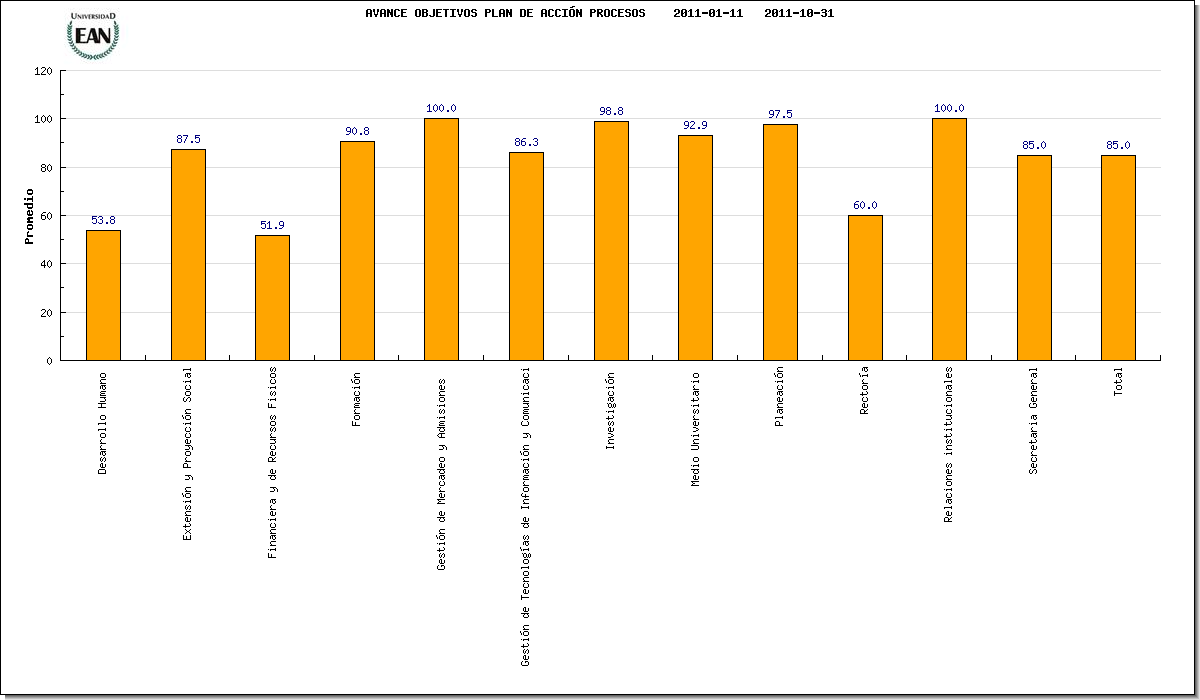 UNIVERSIDAD
EAN
AVANCE OBJETIVOS PLAN DE ACCIÓN PROCESOS 2011-01-11 2011-10-31
Promedio
120
100
80
60
40
20
0
53.8
87.5
51.9
90.8
100.0
86.3
98.8
92.9
97.5
60.0
100.0
85.0
85.0
Desarrollo Humano
Extensión y Proyección Social
Financiera y de Recursos Fisicos
Formación
Gestión de Mercadeo y Admisiones
Gestión de Tecnologías de Información y Comunicaci
Investigación
Medio Universitario
Planeación
Rectoría
Relaciones institucionales
Secretaria General
Total